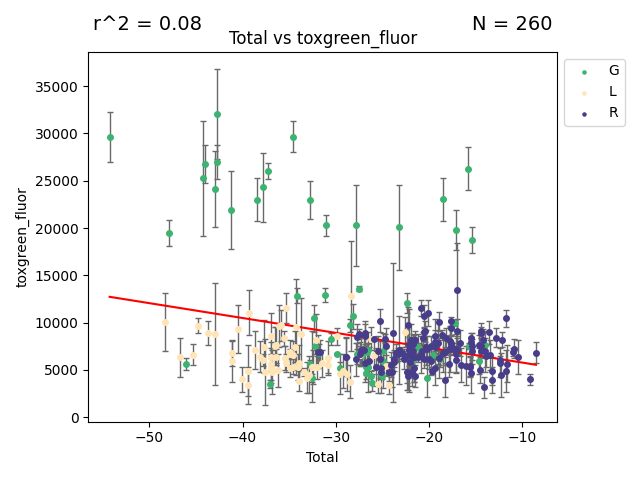 r^2 = 0.08
N = 260
Total vs toxgreen_fluor
35000
30000
25000
20000
15000
10000
5000
0
toxgreen_fluor
−50
−40
−30
−20
−10
Total
G
L
R